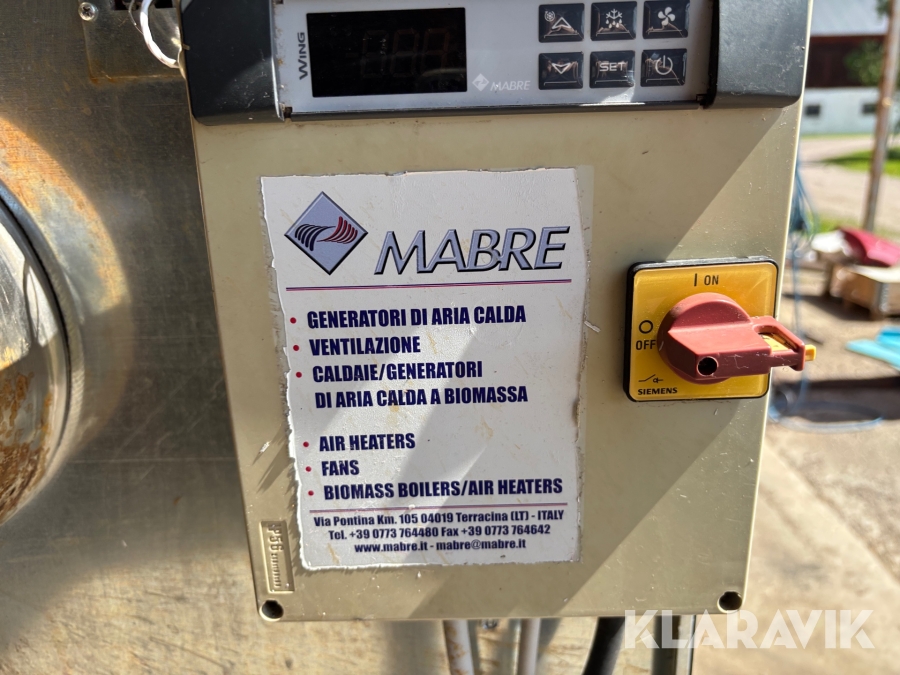 WING
MABRE
SET
MABRE
• GENERATORI DI ARIA CALDA
• VENTILAZIONE
• CALDAIE/GENERATORI
DI ARIA CALDA A BIOMASSA
• AIR HEATERS
• FANS
• BIOMASS BOILERS/AIR HEATERS
Via Pontina Km. 105 04019 Terracina (LT) - ITALY
Tel. +39 0773 764480 Fax +39 0773 764642
www.mabre.it - mabre@mabre.it
I ON
O
OFF
SIEMENS
KLARAVIK